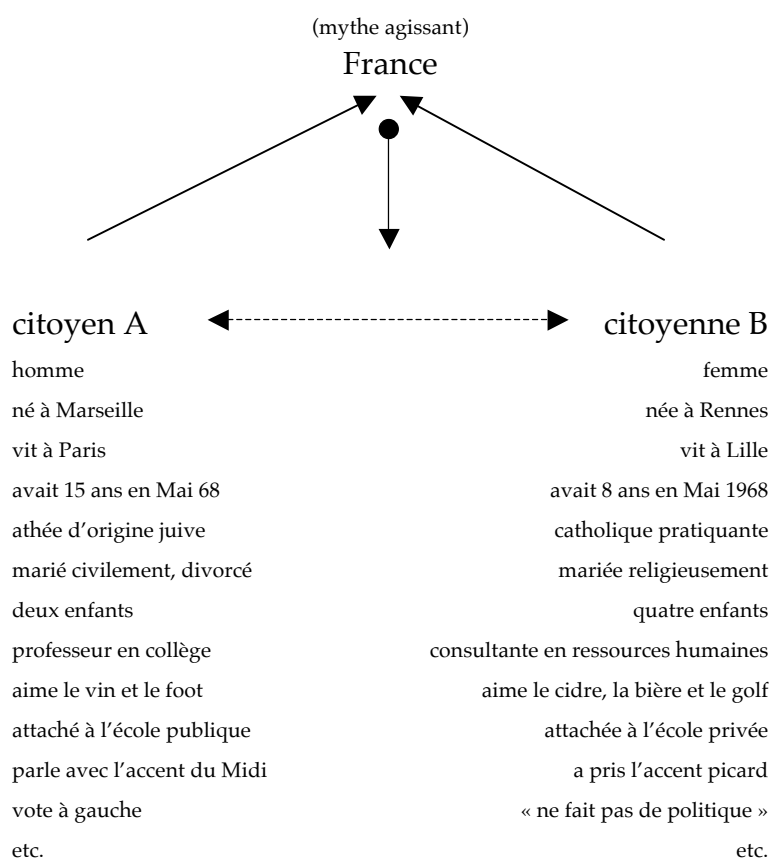 (mythe agissant)
France
citoyen A
citoyenne B
homme
femme
né à Marseille
née à Rennes
vit à Paris
vit à Lille
avait 15 ans en Mai 68
avait 8 ans en Mai 1968
athée d’origine juive
catholique pratiquante
marié civilement, divorcé
mariée religieusement
deux enfants
quatre enfants
professeur en collège
consultante en ressources humaines
aime le vin et le foot
aime le cidre, la bière et le golf
attaché à l’école publique
attachée à l’école privée
parle avec l’accent du Midi
a pris l’accent picard
vote à gauche
« ne fait pas de politique »
etc.
etc.